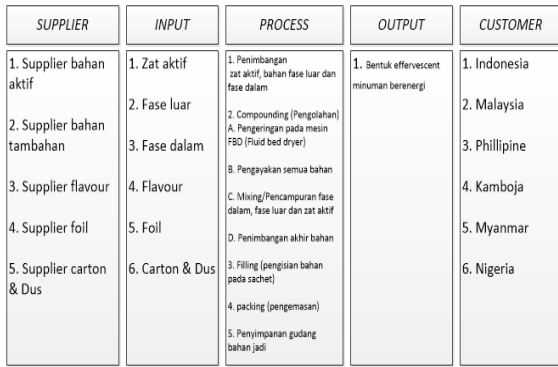 SUPPLIER
1. Supplier bahan
aktif
2. Supplier bahan
tambahan
3. Supplier flavour
4. Supplier foil
5. Supplier carton
& Dus
INPUT
1. Zat aktif
2. Fase luar
3. Fase dalam
4. Flavour
5. Foil
6. Carton & Dus
PROCESS
1. Penimbangan
zat aktif, bahan fase luar dan
fase dalam
2. Compounding (Pengolahan)
A. Pengeringan pada mesin
FBD (Fluid bed dryer)
B. Pengayakan semua bahan
C. Mixing/Pencampuran fase
dalam, fase luar dan zat aktif
D. Penimbangan akhir bahan
3. Filling (pengisian bahan
pada sachet)
4. packing (pengemasan)
5. Penyimpanan gudang
bahan jadi
OUTPUT
1. Bentuk effervescent
minuman berenergi
CUSTOMER
1. Indonesia
2. Malaysia
3. Phillipine
4. Kamboja
5. Myanmar
6. Nigeria